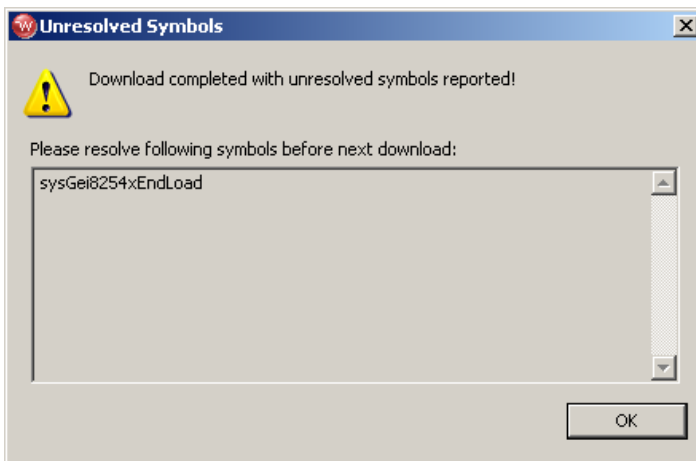 Unresolved Symbols
Download completed with unresolved symbols reported!
Please resolve following symbols before next download:
sysGei8254xEndLoad
OK